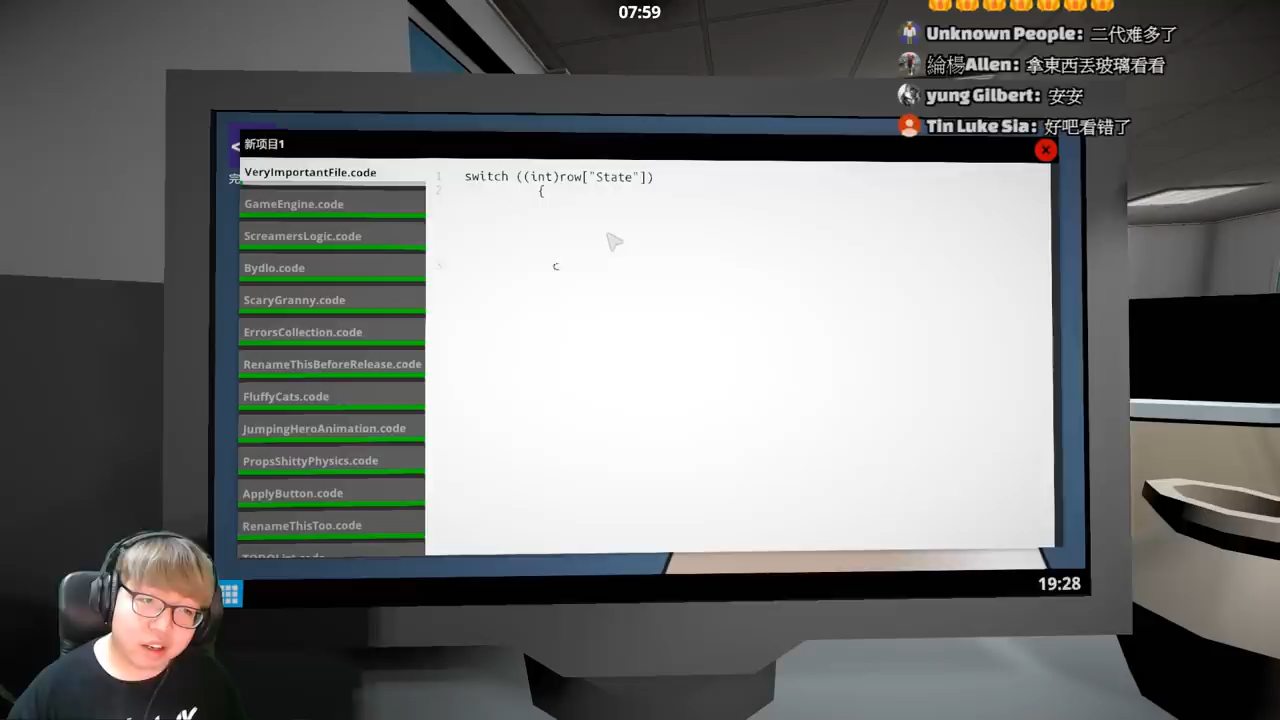 07:59
Unknown People: 二代难多了
綸楊Allen: 拿東西丟玻璃看看
yung Gilbert: 安安
Tin Luke Sia: 好吧看错了
新项目1
<
完
VeryImportantFile.code
GameEngine.code
ScreamersLogic.code
Bydlo.code
ScaryGranny.code
ErrorsCollection.code
RenameThisBeforeRelease.code
FluffyCats.code
JumpingHeroAnimation.code
PropsShittyPhysics.code
ApplyButton.code
RenameThisToo.code
1 switch ((int)row["State"])
2 {
3 c
19:28